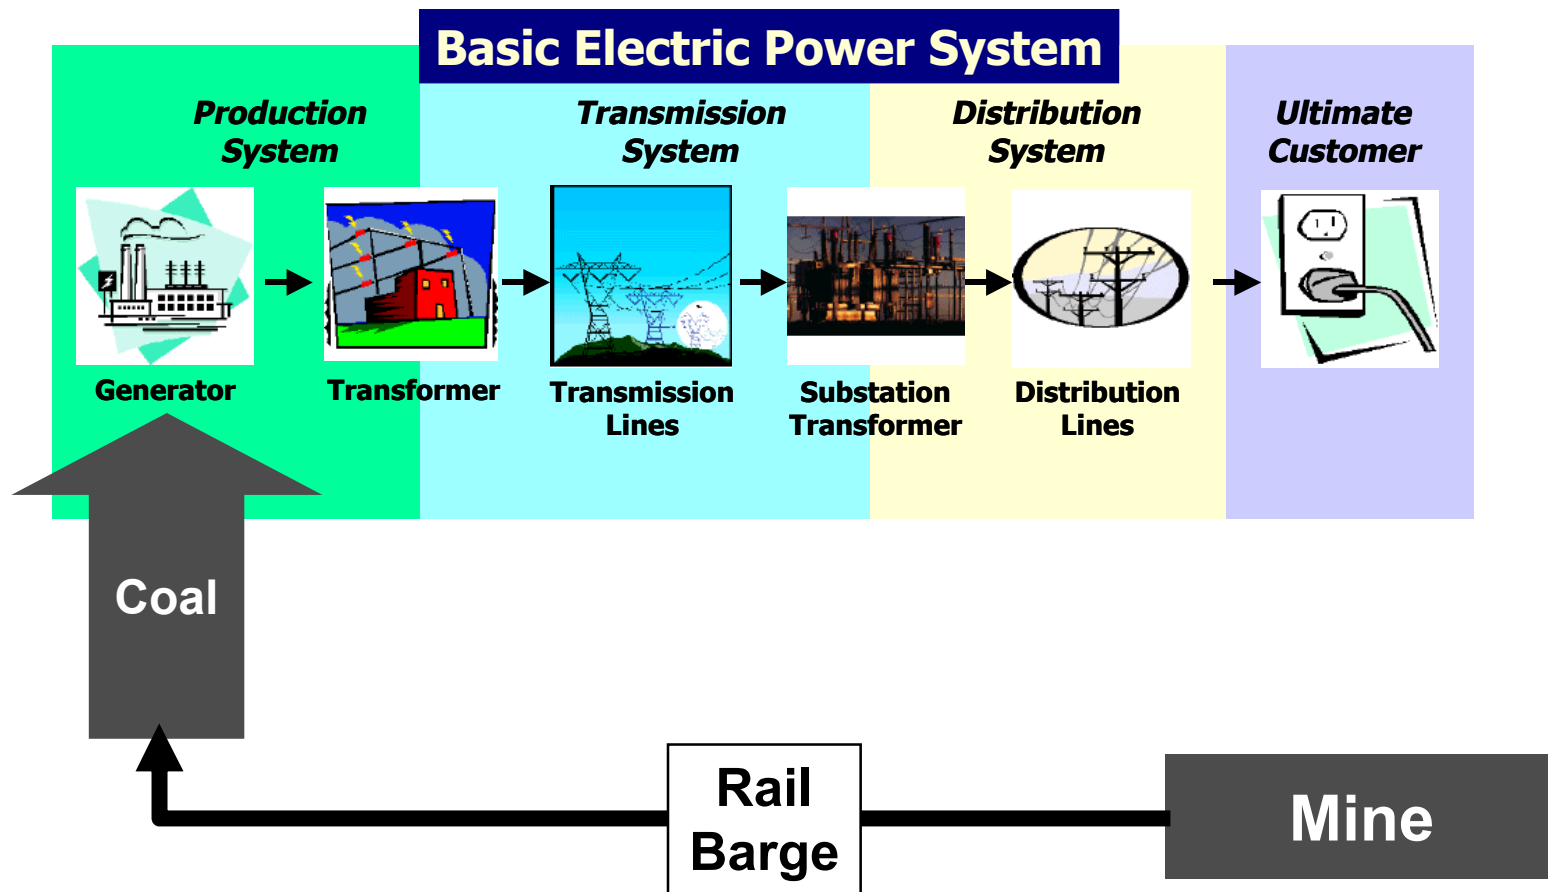 Basic Electric Power System
Production
System
Transmission
System
Distribution
System
Ultimate
Customer
Generator
Transformer
Transmission
Lines
Substation
Transformer
Distribution
Lines
Coal
Rail
Barge
Mine